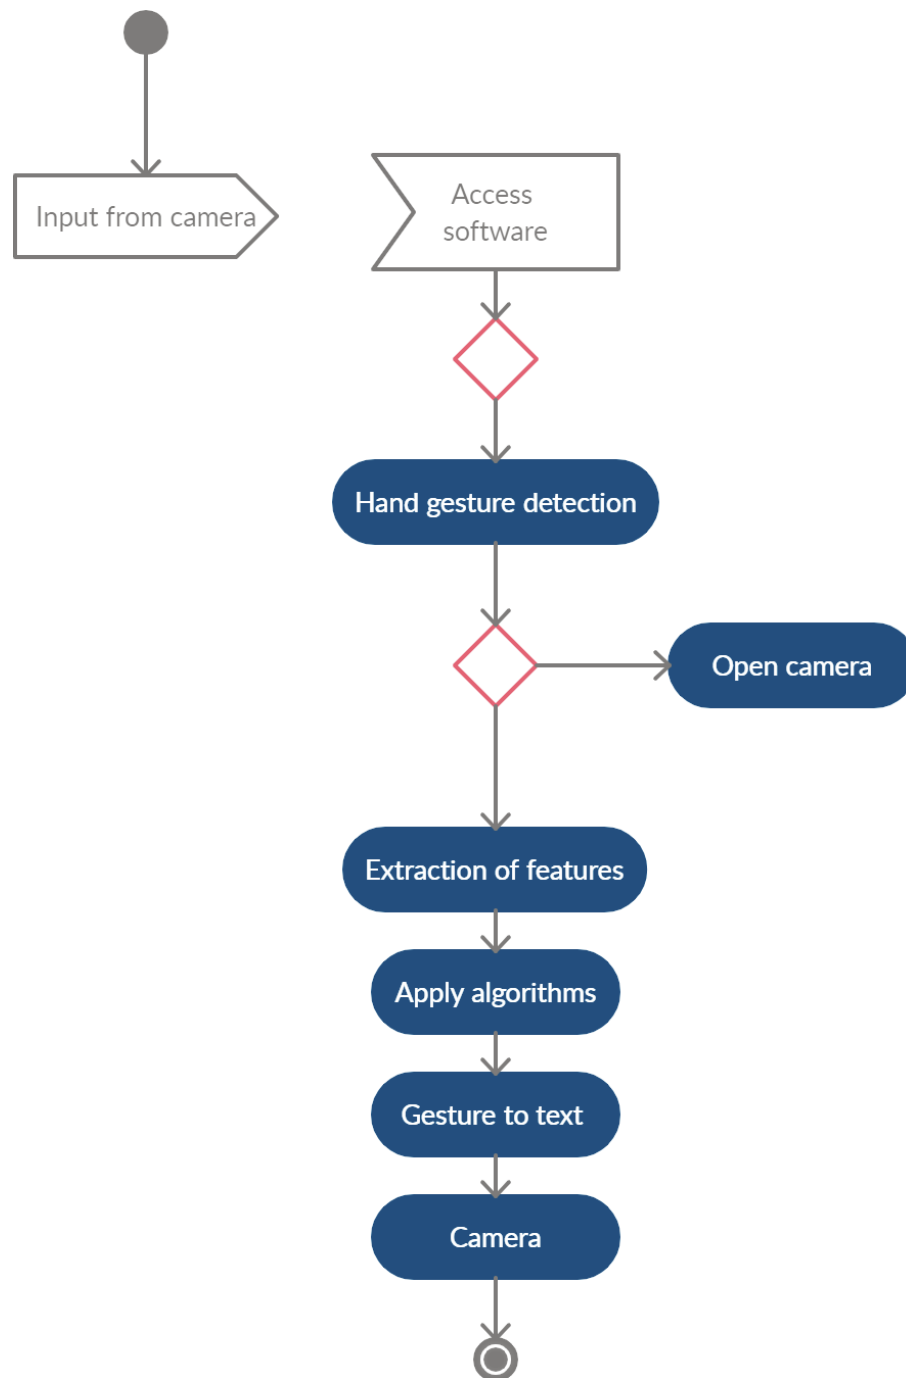 Input from camera
Access
software
Hand gesture detection
Open camera
Extraction of features
Apply algorithms
Gesture to text
Camera